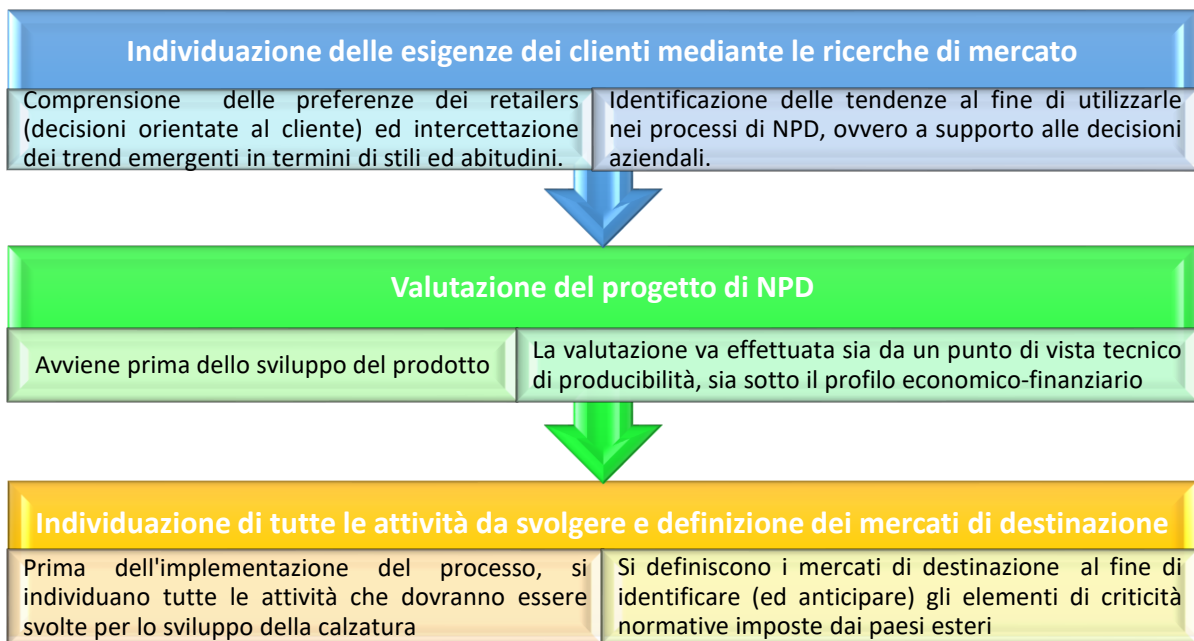 Individuazione delle esigenze dei clienti mediante le ricerche di mercato
Comprensione delle preferenze dei retailers
(decisioni orientate al cliente) ed intercettazione
dei trend emergenti in termini di stili ed abitudini.
Identificazione delle tendenze al fine di utilizzarle
nei processi di NPD, ovvero a supporto alle decisioni
aziendali.
Valutazione del progetto di NPD
Avviene prima dello sviluppo del prodotto
La valutazione va effettuata sia da un punto di vista tecnico
di producibilità, sia sotto il profilo economico-finanziario
Individuazione di tutte le attività da svolgere e definizione dei mercati di destinazione
Prima dell'implementazione del processo, si
individuano tutte le attività che dovranno essere
svolte per lo sviluppo della calzatura
Si definiscono i mercati di destinazione al fine di
identificare (ed anticipare) gli elementi di criticità
normative imposte dai paesi esteri